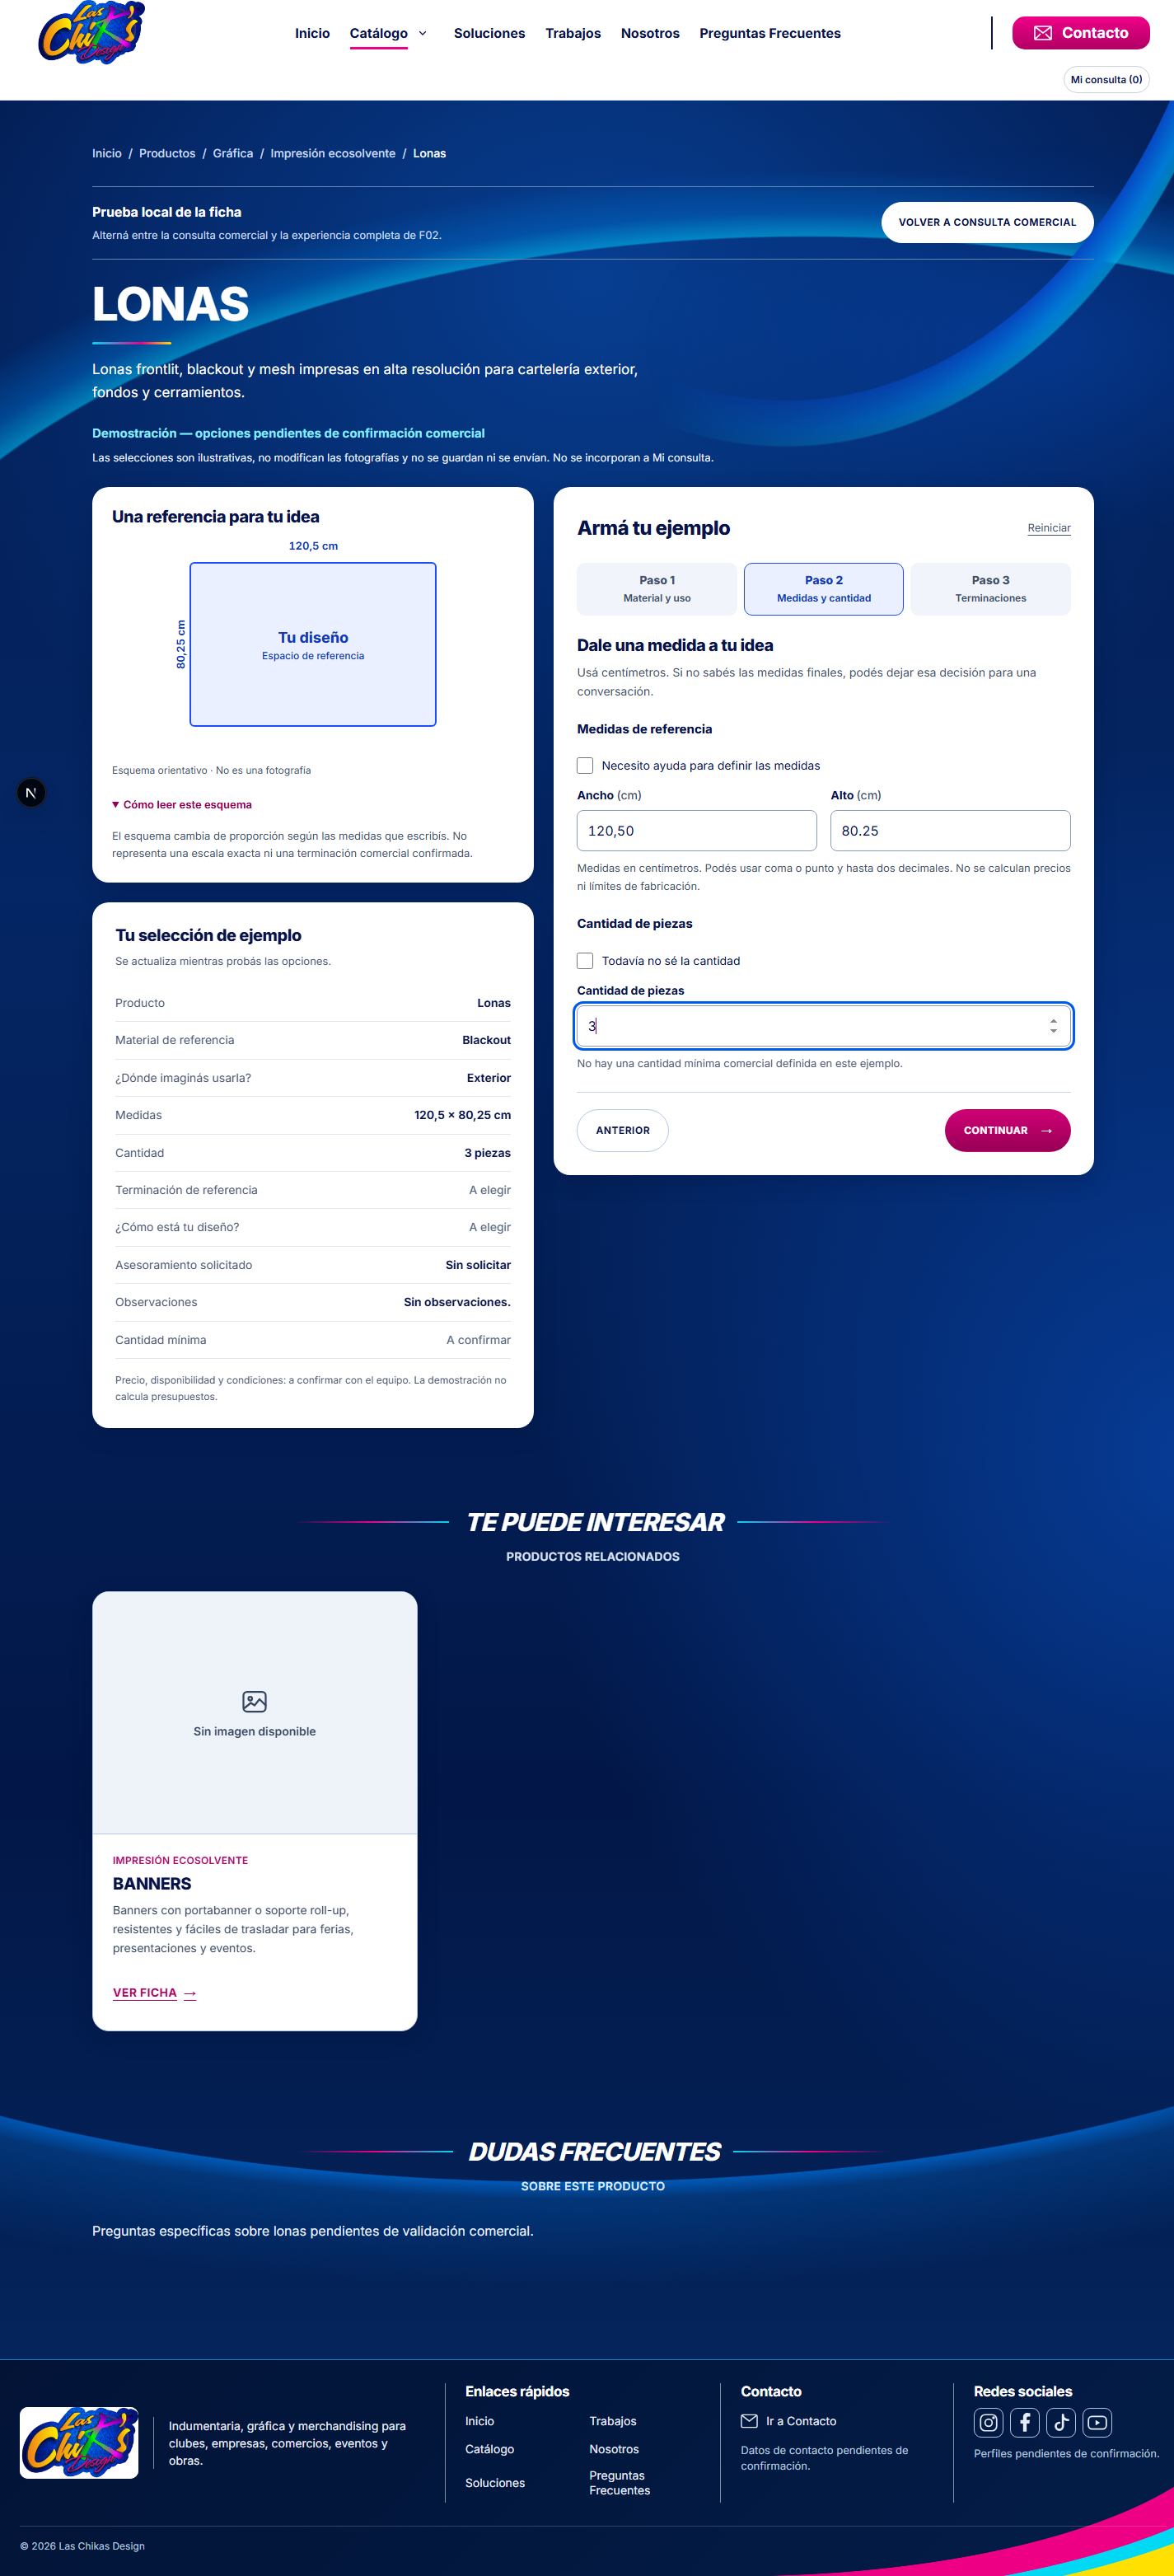 Las
Chikas
Design
Inicio
Catálogo
Soluciones
Trabajos
Nosotros
Preguntas Frecuentes
Contacto
Mi consulta (0)
Inicio / Productos / Gráfica / Impresión ecosolvente / Lonas
Prueba local de la ficha
Alterná entre la consulta comercial y la experiencia completa de F02.
VOLVER A CONSULTA COMERCIAL
LONAS
Lonas frontlit, blackout y mesh impresas en alta resolución para cartelería exterior,
fondos y cerramientos.
Demostración — opciones pendientes de confirmación comercial
Las selecciones son ilustrativas, no modifican las fotografías y no se guardan ni se envían. No se incorporan a Mi consulta.
Una referencia para tu idea
120,5 cm
80,25 cm
Tu diseño
Espacio de referencia
Esquema orientativo · No es una fotografía
▼ Cómo leer este esquema
El esquema cambia de proporción según las medidas que escribís. No
representa una escala exacta ni una terminación comercial confirmada.
Tu selección de ejemplo
Se actualiza mientras probás las opciones.
Producto Lonas
Material de referencia Blackout
¿Dónde imaginás usarla? Exterior
Medidas 120,5 × 80,25 cm
Cantidad 3 piezas
Terminación de referencia A elegir
¿Cómo está tu diseño? A elegir
Asesoramiento solicitado Sin solicitar
Observaciones Sin observaciones.
Cantidad mínima A confirmar
Precio, disponibilidad y condiciones: a confirmar con el equipo. La demostración no
calcula presupuestos.
Armá tu ejemplo
Reiniciar
Paso 1
Material y uso
Paso 2
Medidas y cantidad
Paso 3
Terminaciones
Dale una medida a tu idea
Usá centímetros. Si no sabés las medidas finales, podés dejar esa decisión para una
conversación.
Medidas de referencia
Necesito ayuda para definir las medidas
Ancho (cm)
Alto (cm)
120,50
80.25
Medidas en centímetros. Podés usar coma o punto y hasta dos decimales. No se calculan precios
ni límites de fabricación.
Cantidad de piezas
Todavía no sé la cantidad
Cantidad de piezas
3
No hay una cantidad mínima comercial definida en este ejemplo.
ANTERIOR
CONTINUAR →
TE PUEDE INTERESAR
PRODUCTOS RELACIONADOS
Sin imagen disponible
IMPRESIÓN ECOSOLVENTE
BANNERS
Banners con portabanner o soporte roll-up,
resistentes y fáciles de trasladar para ferias,
presentaciones y eventos.
VER FICHA →
DUDAS FRECUENTES
SOBRE ESTE PRODUCTO
Preguntas específicas sobre lonas pendientes de validación comercial.
Las
Chikas
Design
Indumentaria, gráfica y merchandising para
clubes, empresas, comercios, eventos y
obras.
Enlaces rápidos
Inicio
Trabajos
Catálogo
Nosotros
Soluciones
Preguntas
Frecuentes
Contacto
Ir a Contacto
Datos de contacto pendientes de
confirmación.
Redes sociales
Perfiles pendientes de confirmación.
© 2026 Las Chikas Design